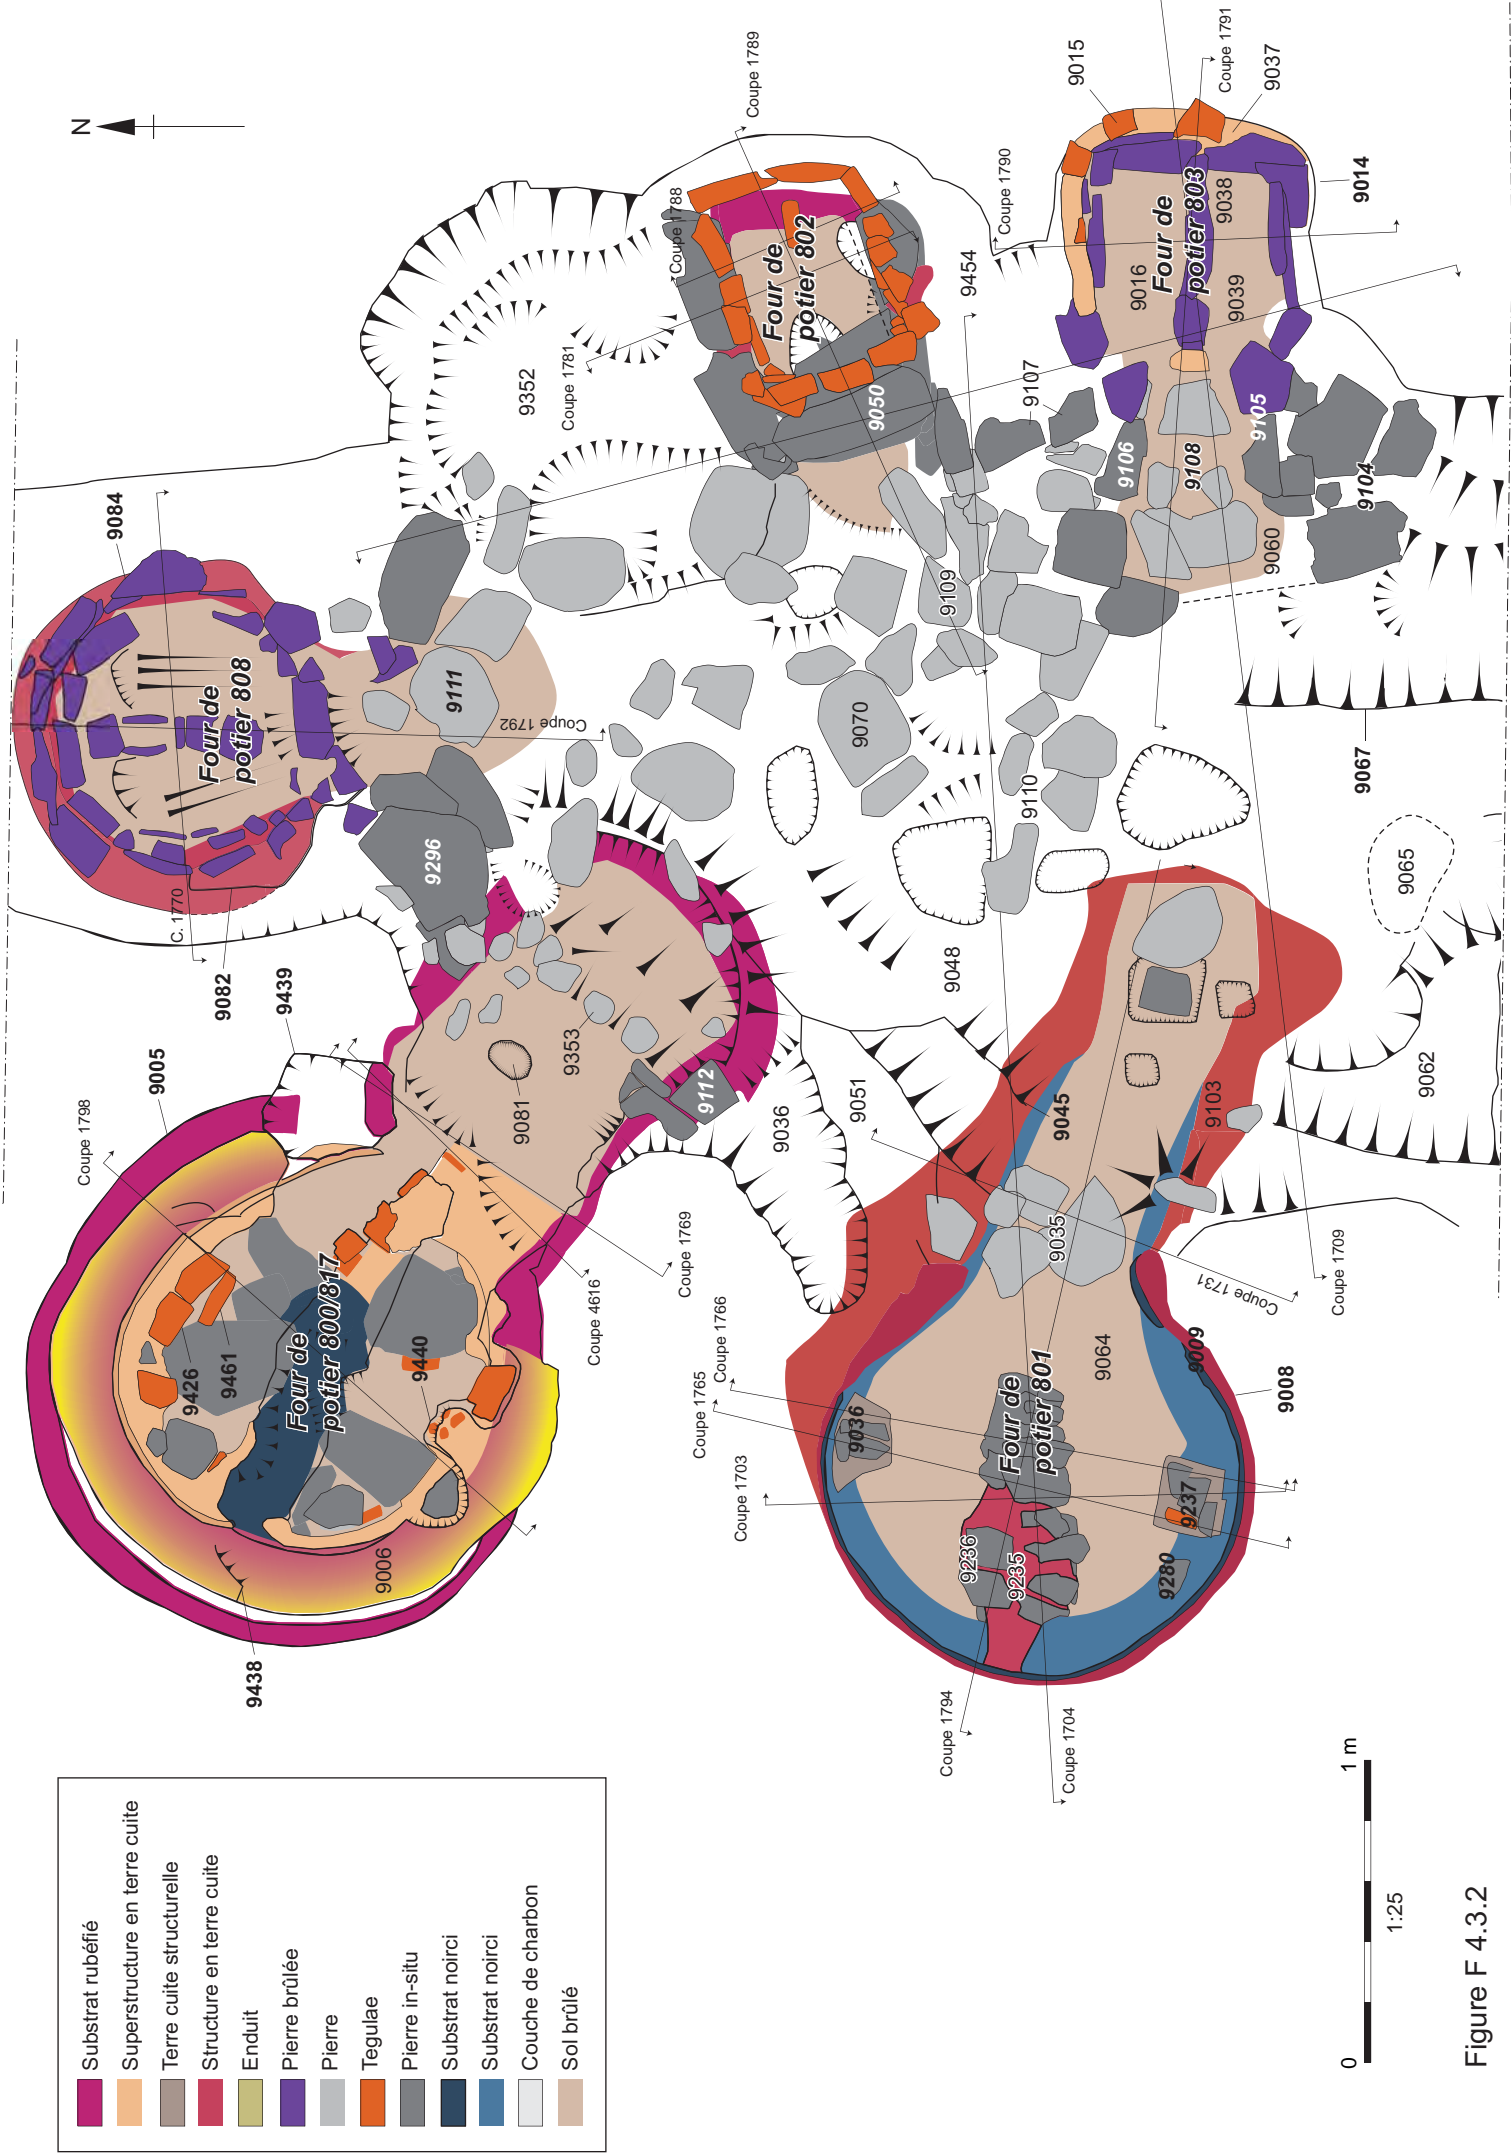 N
Substrat rubéfié
Superstructure en terre cuite
Terre cuite structurelle
Structure en terre cuite
Enduit
Pierre brûlée
Pierre
Tegulae
Pierre in-situ
Substrat noirci
Substrat noirci
Couche de charbon
Sol brûlé
9438
9006
Coupe 1798
9005
9439
9082
C. 1770
9084
Four de
potier 808
9111
Coupe 1792
9296
9426
9461
Four de
potier 800/817
9440
Coupe 4616
Coupe 1769
9081
9353
9112
9036
9051
9048
9070
9109
9110
9352
Coupe 1781
Coupe 1788
Coupe 1789
Four de
potier 802
9050
9454
Coupe 1790
9107
9015
Coupe 1791
9037
9014
9016
Four de
potier 803
9038
9039
9106
9105
9108
9104
9060
9067
9065
9062
9103
9045
9035
Coupe 1731
Coupe 1709
Coupe 1766
Coupe 1765
Coupe 1703
9036
Four de
potier 801
9064
9009
9008
9237
9280
9236
9235
Coupe 1794
Coupe 1704
0
1 m
1:25
Figure F 4.3.2